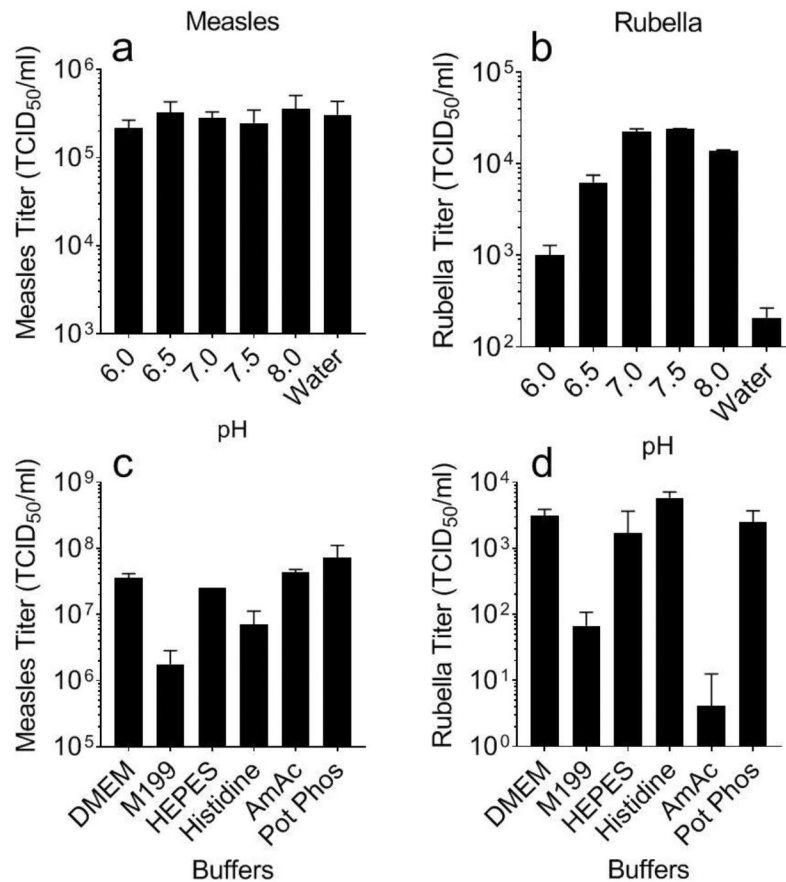 Measles
a
Measles Titer (TCID50/ml)
10^6
10^5
10^4
10^3
6.0
6.5
7.0
7.5
8.0
Water
pH
Rubella
b
Rubella Titer (TCID50/ml)
10^5
10^4
10^3
10^2
6.0
6.5
7.0
7.5
8.0
Water
pH
c
Measles Titer (TCID50/ml)
10^9
10^8
10^7
10^6
10^5
DMEM
M199
HEPES
Histidine
AmAc
Pot Phos
Buffers
d
Rubella Titer (TCID50/ml)
10^4
10^3
10^2
10^1
10^0
DMEM
M199
HEPES
Histidine
AmAc
Pot Phos
Buffers